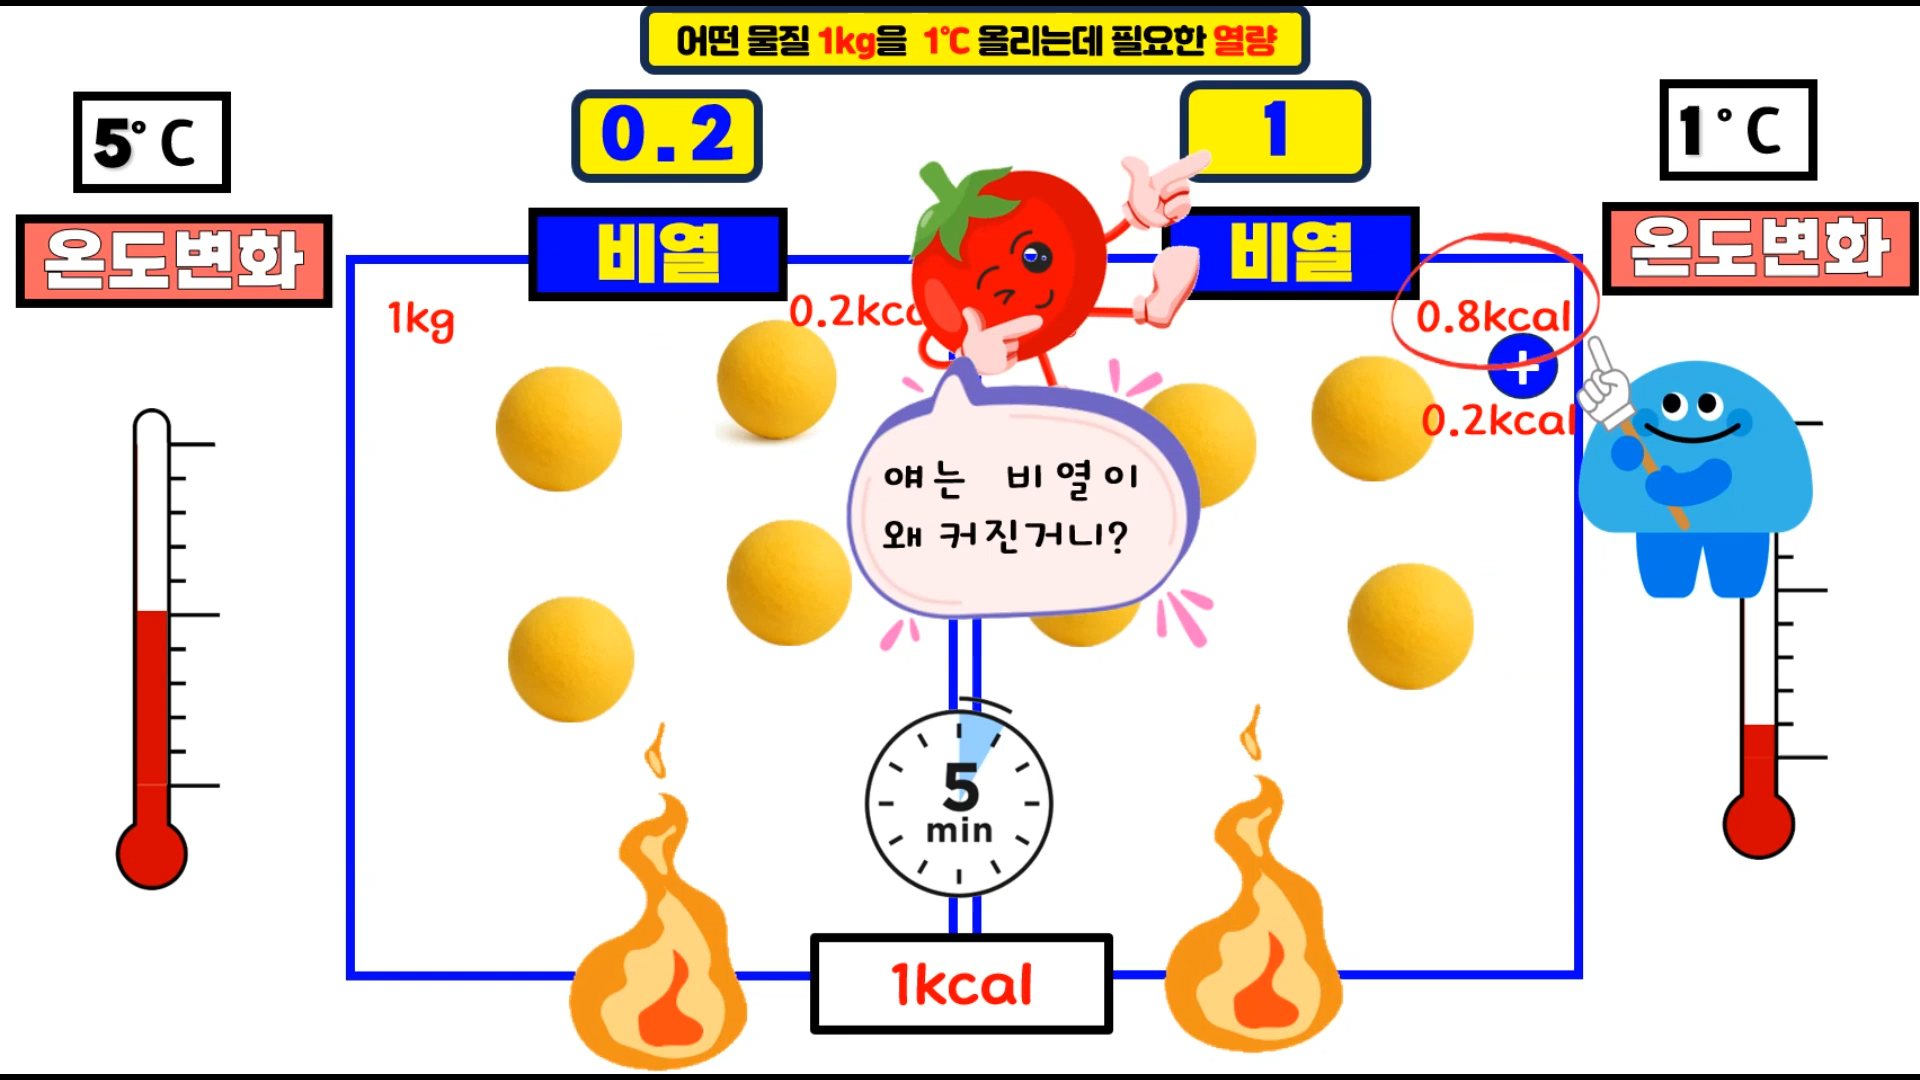 어떤 물질 1kg을 1℃ 올리는데 필요한 열량
5°C
0.2
1
1°C
온도변화
비열
비열
온도변화
1kg
0.8kcal
+
0.2kcal
얘는 비열이
왜 커진거니?
5
min
1kcal